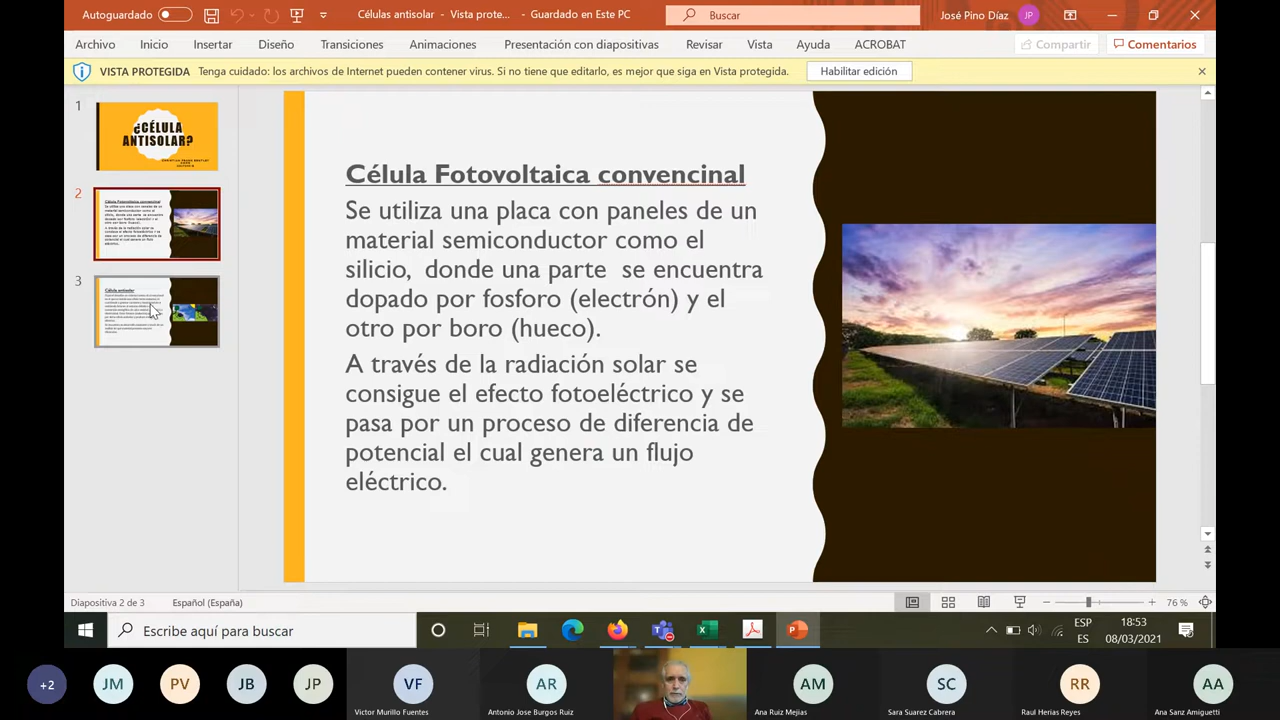 Autoguardado
Células antisolar - Vista prote... - Guardado en Este PC
Buscar
José Pino Díaz
JP
Archivo
Inicio
Insertar
Diseño
Transiciones
Animaciones
Presentación con diapositivas
Revisar
Vista
Ayuda
ACROBAT
Compartir
Comentarios
VISTA PROTEGIDA Tenga cuidado: los archivos de Internet pueden contener virus. Si no tiene que editarlo, es mejor que siga en Vista protegida.
Habilitar edición
1
¿CÉLULA
ANTISOLAR?
2
3
Célula antisolar
Célula Fotovoltaica convencinal
Se utiliza una placa con paneles de un
material semiconductor como el
silicio, donde una parte se encuentra
dopado por fosforo (electrón) y el
otro por boro (hueco).
A través de la radiación solar se
consigue el efecto fotoeléctrico y se
pasa por un proceso de diferencia de
potencial el cual genera un flujo
eléctrico.
Diapositiva 2 de 3
Español (España)
76 %
Escribe aquí para buscar
ESP
ES
18:53
08/03/2021
+2
JM
PV
JB
JP
VF
Victor Murillo Fuentes
AR
Antonio Jose Burgos Ruiz
AM
Ana Ruiz Mejias
SC
Sara Suarez Cabrera
RR
Raul Herias Reyes
AA
Ana Sanz Amiguetti